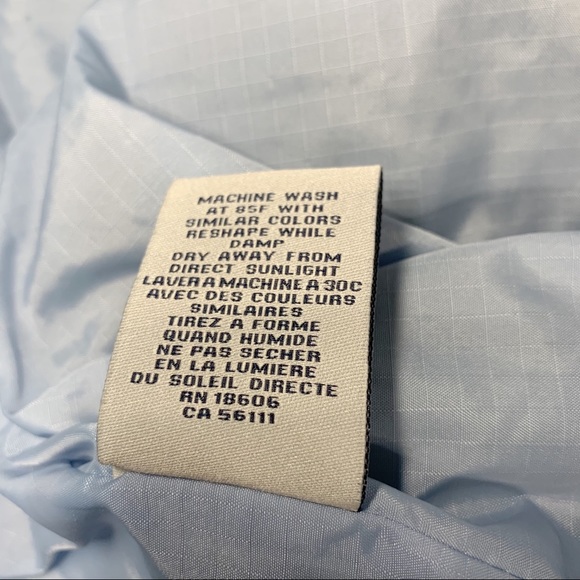 MACHINE WASH
AT 85F WITH
SIMILAR COLORS
RESHAPE WHILE
DAMP
DRY AWAY FROM
DIRECT SUNLIGHT
LAVER A MACHINE A 30C
AVEC DES COULEURS
SIMILAIRES
TIREZ A FORME
QUAND HUMIDE
NE PAS SECHER
EN LA LUMIERE
DU SOLEIL DIRECTE
RN 18606
CA 56111